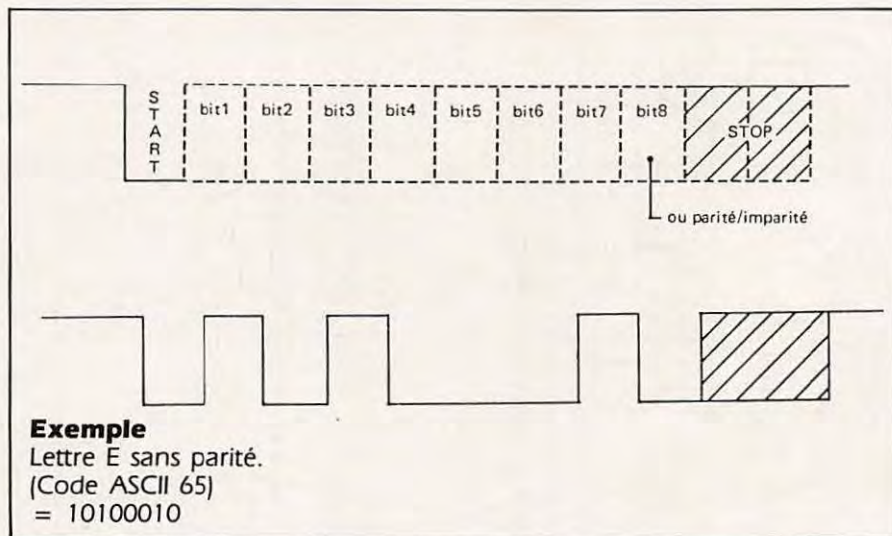 START
bit1 bit2 bit3 bit4 bit5 bit6 bit7 bit8
STOP
ou parité/imparité
Exemple
Lettre E sans parité.
(Code ASCII 65)
= 10100010